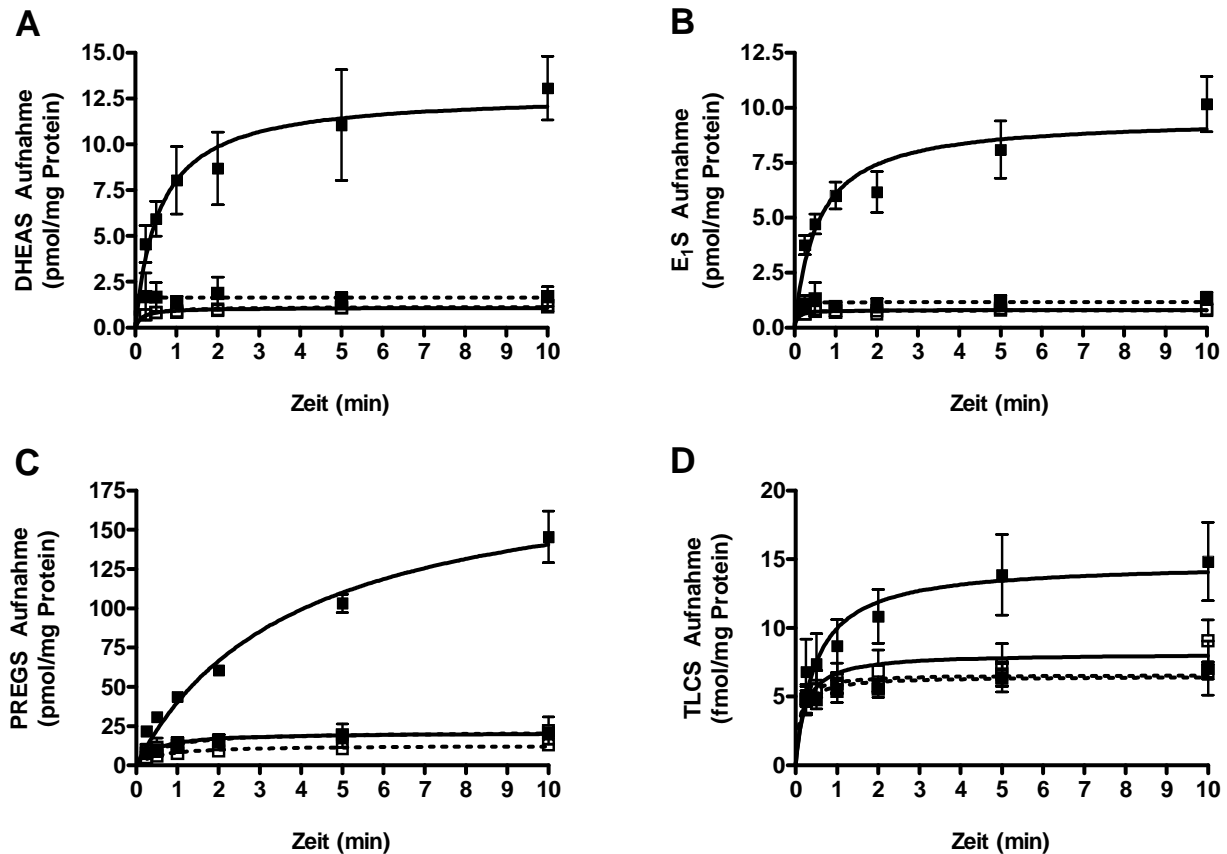 A
DHEAS Aufnahme
(pmol/mg Protein)
15.0
12.5
10.0
7.5
5.0
2.5
0.0
0 1 2 3 4 5 6 7 8 9 10
Zeit (min)
B
E₁S Aufnahme
(pmol/mg Protein)
12.5
10.0
7.5
5.0
2.5
0.0
0 1 2 3 4 5 6 7 8 9 10
Zeit (min)
C
PREGS Aufnahme
(pmol/mg Protein)
175
150
125
100
75
50
25
0
0 1 2 3 4 5 6 7 8 9 10
Zeit (min)
D
TLCS Aufnahme
(fmol/mg Protein)
20
15
10
5
0
0 1 2 3 4 5 6 7 8 9 10
Zeit (min)